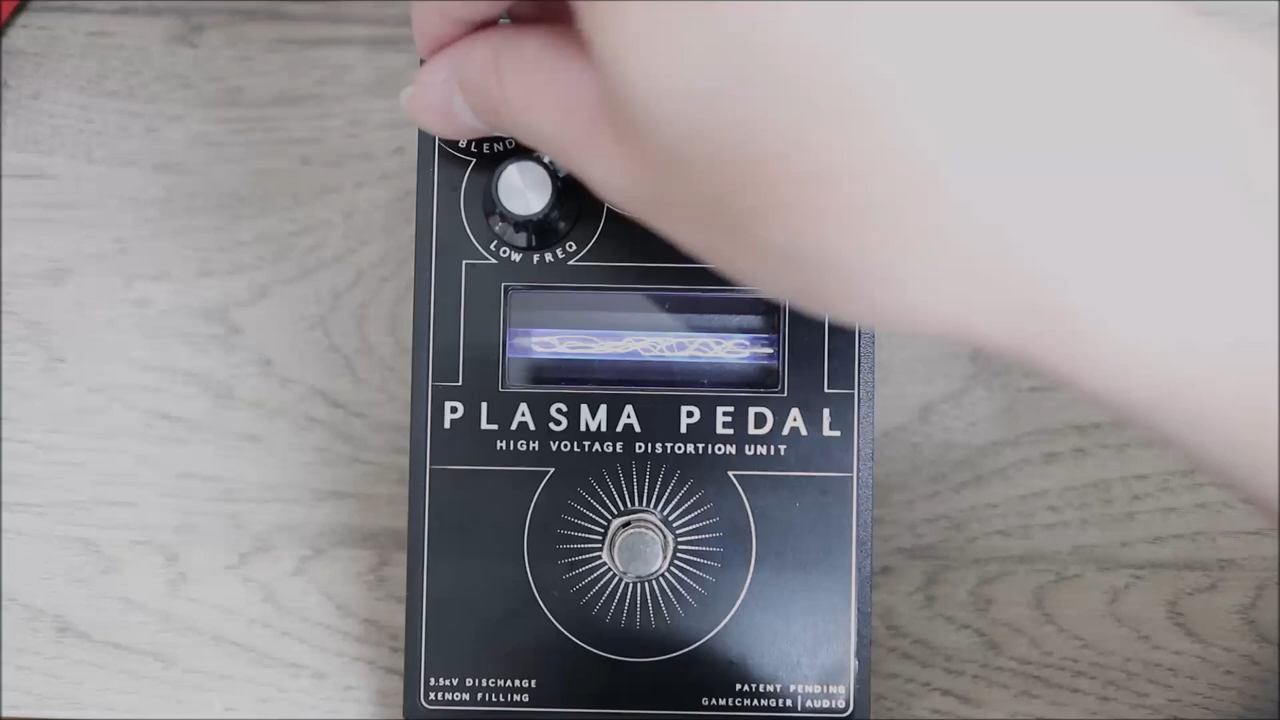 BLEND
LOW FREQ
PLASMA PEDAL
HIGH VOLTAGE DISTORTION UNIT
3.5KV DISCHARGE
XENON FILLING
PATENT PENDING
GAMECHANGER | AUDIO